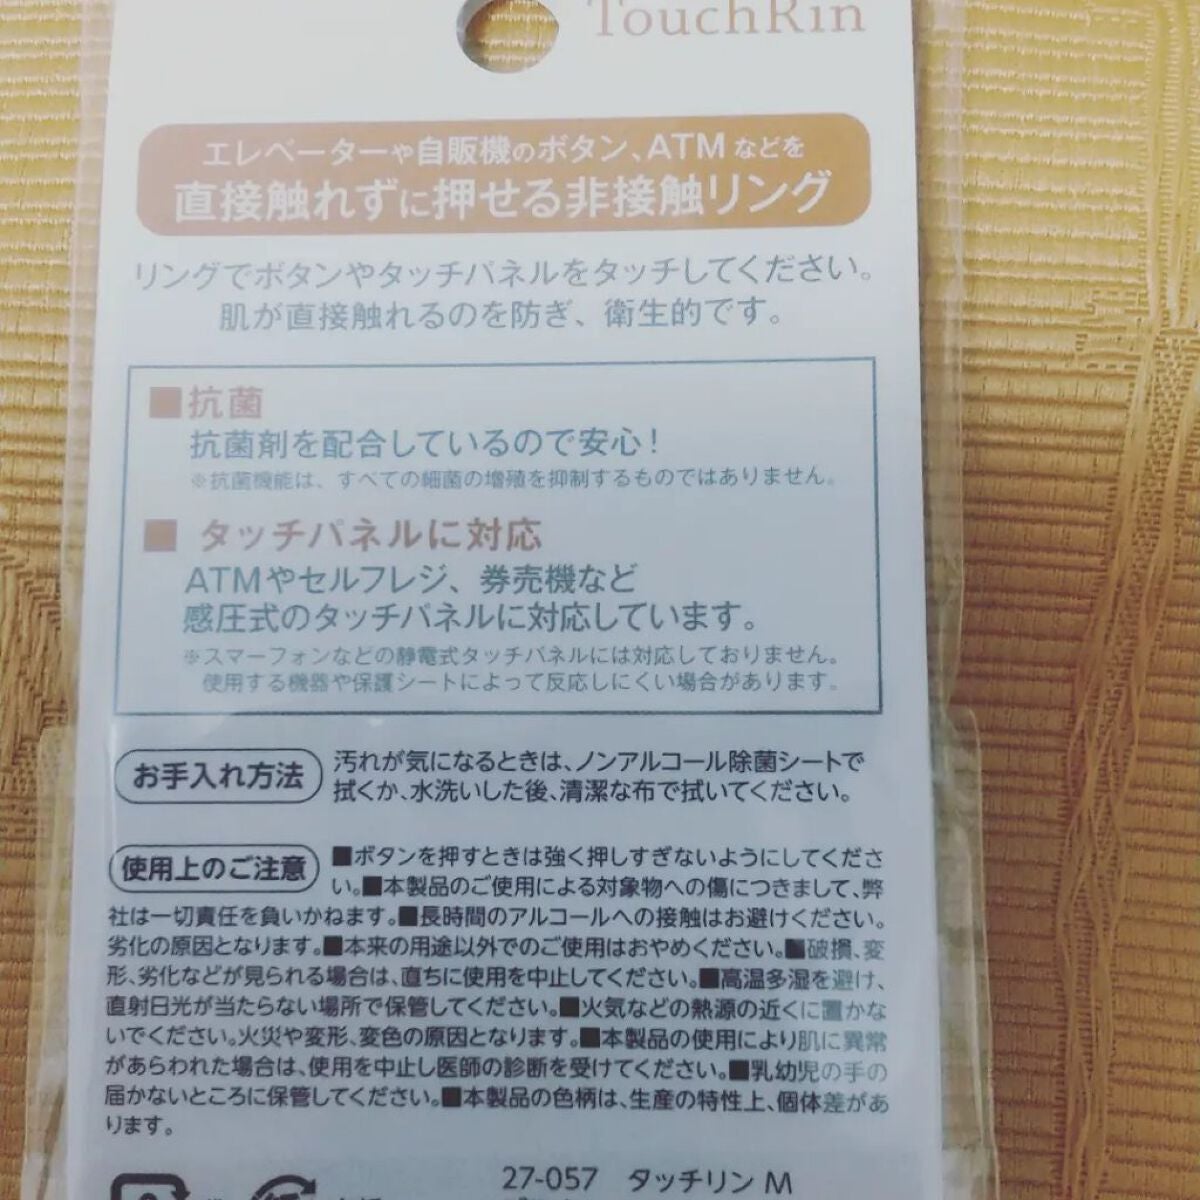 TouchRin
エレベーターや自販機のボタン、ATMなどを
直接触れずに押せる非接触リング
リングでボタンやタッチパネルをタッチしてください。
肌が直接触れるのを防ぎ、衛生的です。
■抗菌
抗菌剤を配合しているので安心!
※抗菌機能は、すべての細菌の増殖を抑制するものではありません。
■ タッチパネルに対応
ATMやセルフレジ、券売機など
感圧式のタッチパネルに対応しています。
※スマーフォンなどの静電式タッチパネルには対応しておりません。
使用する機器や保護シートによって反応しにくい場合があります。
お手入れ方法
汚れが気になるときは、ノンアルコール除菌シートで
拭くか、水洗いした後、清潔な布で拭いてください。
使用上のご注意
■ボタンを押すときは強く押しすぎないようにしてくださ
い。■本製品のご使用による対象物への傷につきまして、弊
社は一切責任を負いかねます。■長時間のアルコールへの接触はお避けください。
劣化の原因となります。■本来の用途以外でのご使用はおやめください。■破損、変
形、劣化などが見られる場合は、直ちに使用を中止してください。■高温多湿を避け、
直射日光が当たらない場所で保管してください。■火気などの熱源の近くに置かな
いでください。火災や変形、変色の原因となります。■本製品の使用により肌に異常
があらわれた場合は、使用を中止し医師の診断を受けてください。■乳幼児の手の
届かないところに保管してください。■本製品の色柄は、生産の特性上、個体差があ
ります。
27-057 タッチリン M